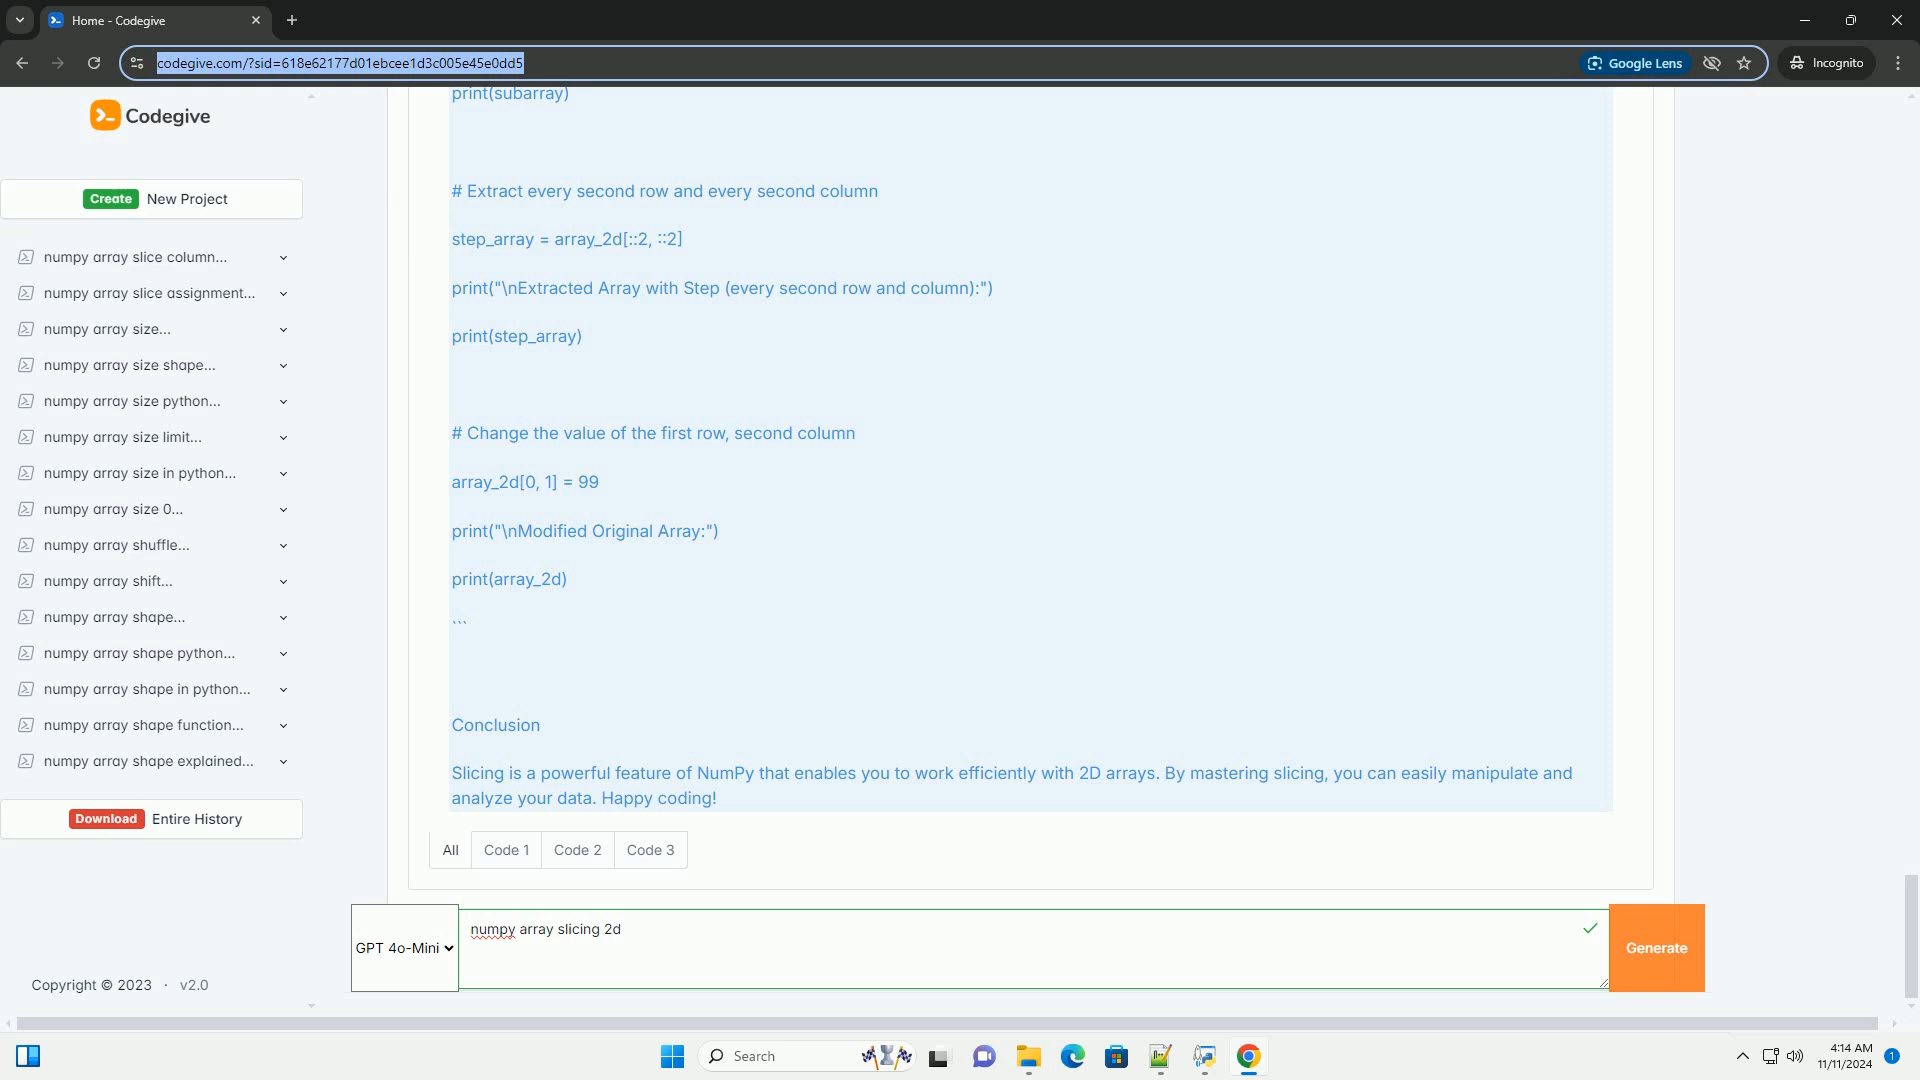 Home - Codegive
codegive.com/?sid=618e62177d01ebcee1d3c005e45e0dd5
Google Lens
Incognito
Codegive
Create New Project
numpy array slice column...
numpy array slice assignment...
numpy array size...
numpy array size shape...
numpy array size python...
numpy array size limit...
numpy array size in python...
numpy array size 0...
numpy array shuffle...
numpy array shift...
numpy array shape...
numpy array shape python...
numpy array shape in python...
numpy array shape function...
numpy array shape explained...
Download Entire History
Copyright © 2023 · v2.0
print(subarray)
# Extract every second row and every second column
step_array = array_2d[::2, ::2]
print("\nExtracted Array with Step (every second row and column):")
print(step_array)
# Change the value of the first row, second column
array_2d[0, 1] = 99
print("\nModified Original Array:")
print(array_2d)
```
Conclusion
Slicing is a powerful feature of NumPy that enables you to work efficiently with 2D arrays. By mastering slicing, you can easily manipulate and
analyze your data. Happy coding!
All Code 1 Code 2 Code 3
GPT 4o-Mini
numpy array slicing 2d
Generate
Search
4:14 AM
11/11/2024
1